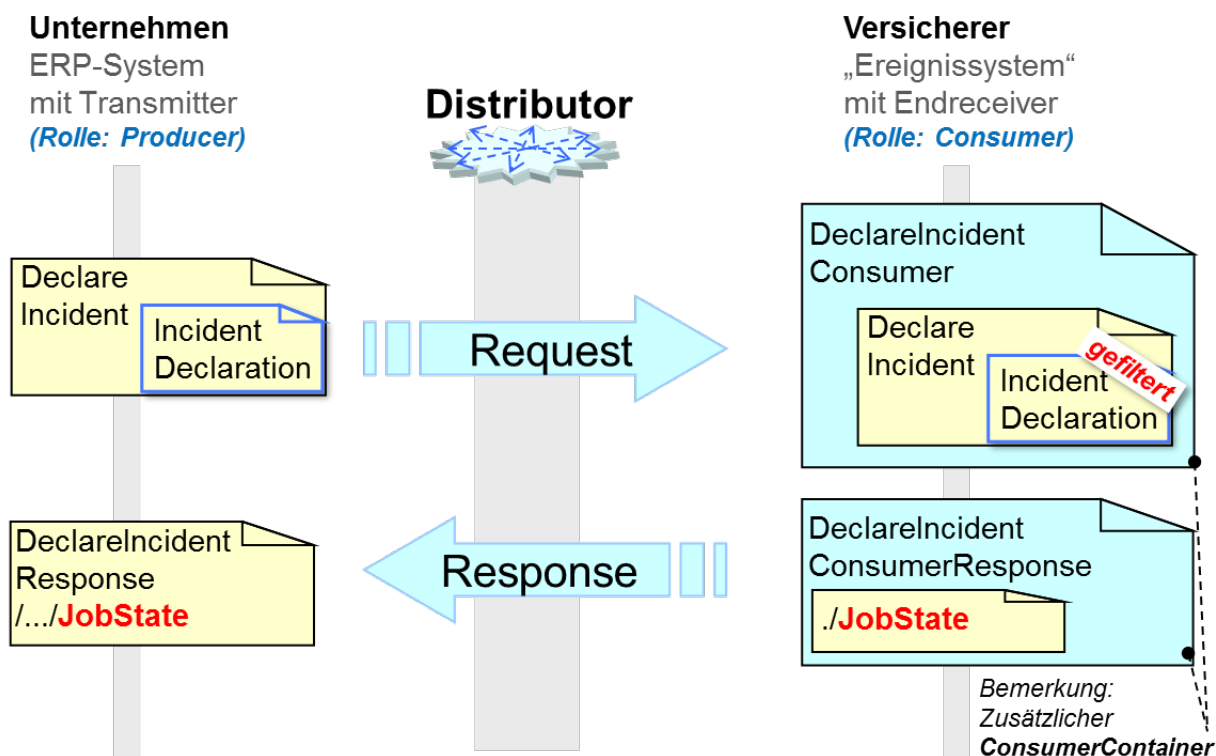 Unternehmen
ERP-System
mit Transmitter
(Rolle: Producer)
Distributor
Versicherer
„Ereignissystem“
mit Endreceiver
(Rolle: Consumer)
Declare
Incident
Incident
Declaration
Request
DeclareIncident
Consumer
Declare
Incident
gefiltert
Incident
Declaration
DeclareIncident
Response
/.../JobState
Response
DeclareIncident
ConsumerResponse
./JobState
Bemerkung:
Zusätzlicher
ConsumerContainer